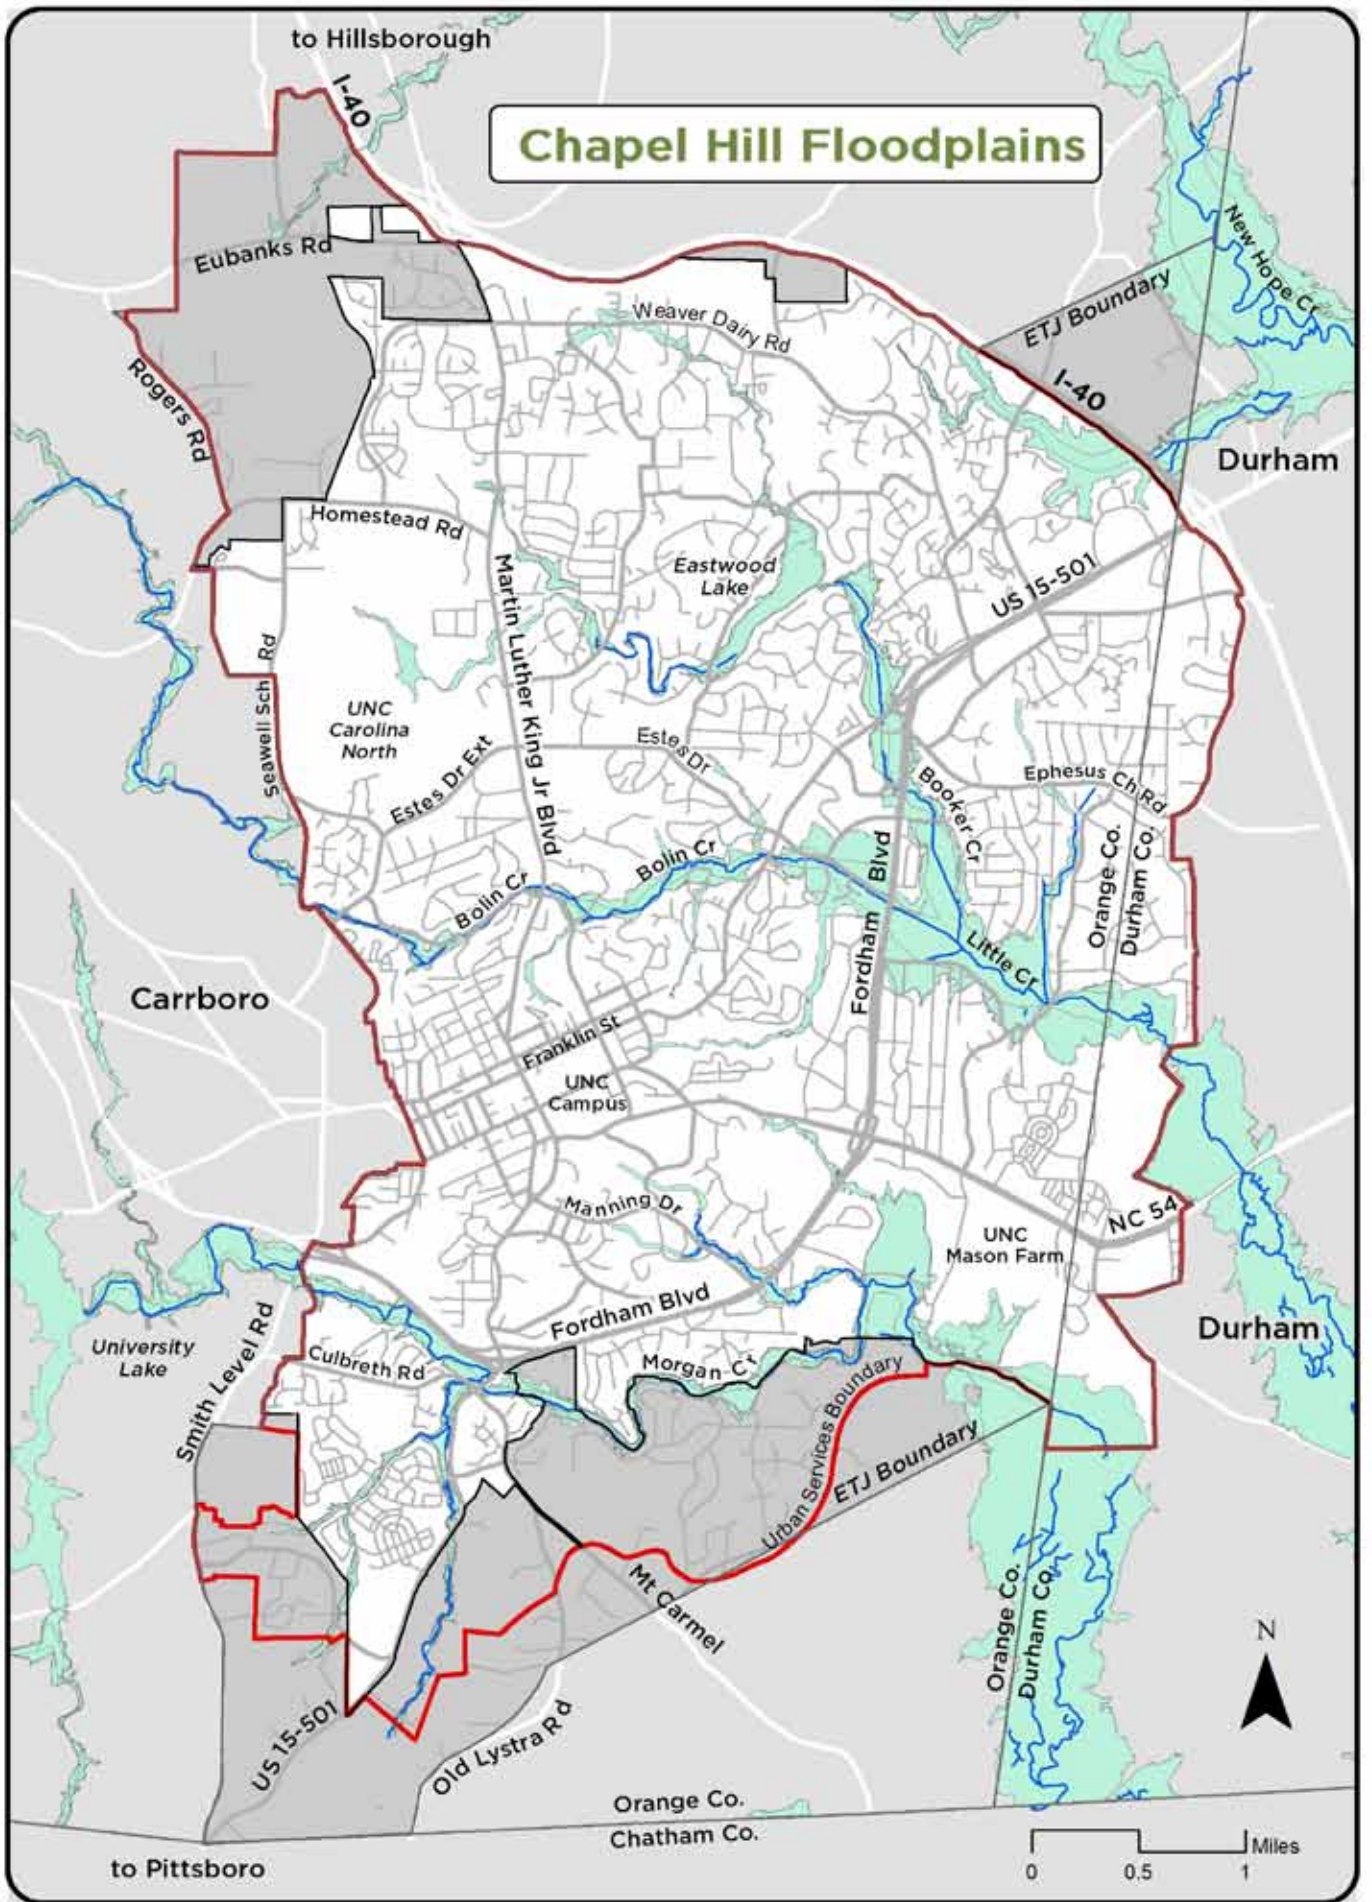 to Hillsborough
I-40
Chapel Hill Floodplains
Eubanks Rd
New Hope Cr
ETJ Boundary
Weaver Dairy Rd
I-40
Rogers Rd
Durham
Homestead Rd
Eastwood
Lake
US 15-501
Martin Luther King Jr Blvd
Seawell Sch Rd
UNC
Carolina
North
Estes Dr
Estes Dr Ext
Ephesus Ch Rd
Booker Cr
Bolin Cr
Bolin Cr
Fordham Blvd
Orange Co.
Durham Co.
Little Cr
Carrboro
Franklin St
UNC
Campus
Manning Dr
NC 54
UNC
Mason Farm
Fordham Blvd
Durham
University
Lake
Smith Level Rd
Culbreth Rd
Morgan Cr
Urban Services Boundary
ETJ Boundary
Mt Carmel
Orange Co.
Durham Co.
N
US 15-501
Old Lystra Rd
Orange Co.
Chatham Co.
Miles
0 0.5 1
to Pittsboro